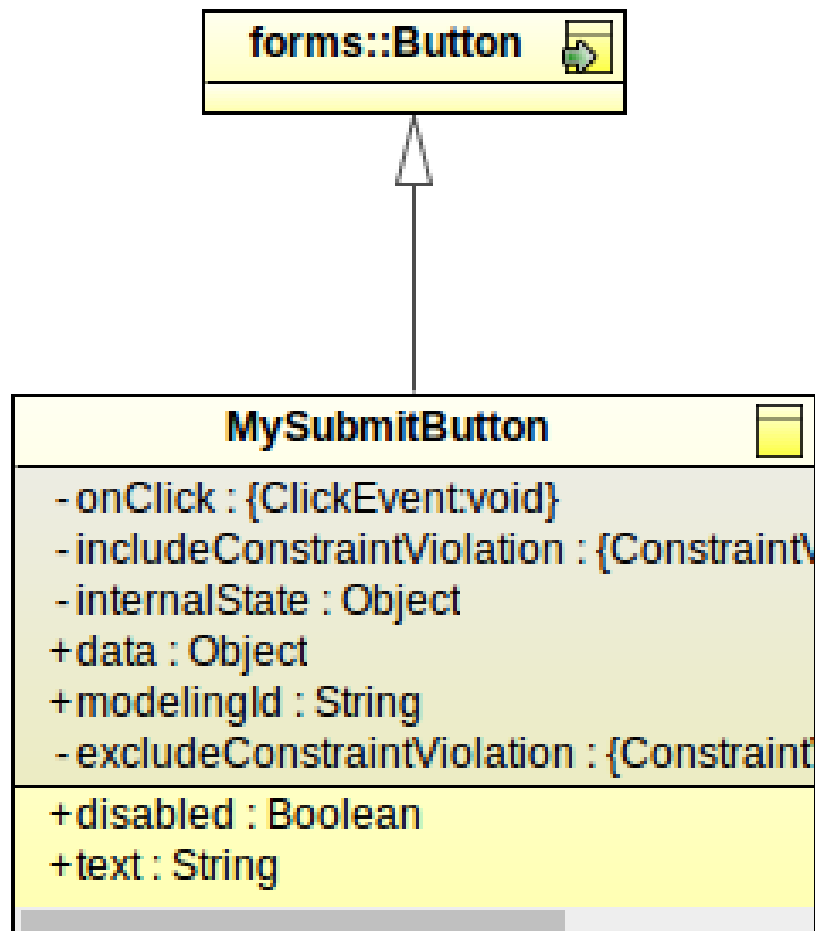 forms::Button
MySubmitButton
- onClick : {ClickEvent:void}
- includeConstraintViolation : {Constraint
- internalState : Object
+ data : Object
+ modelingId : String
- excludeConstraintViolation : {Constraint
+ disabled : Boolean
+ text : String